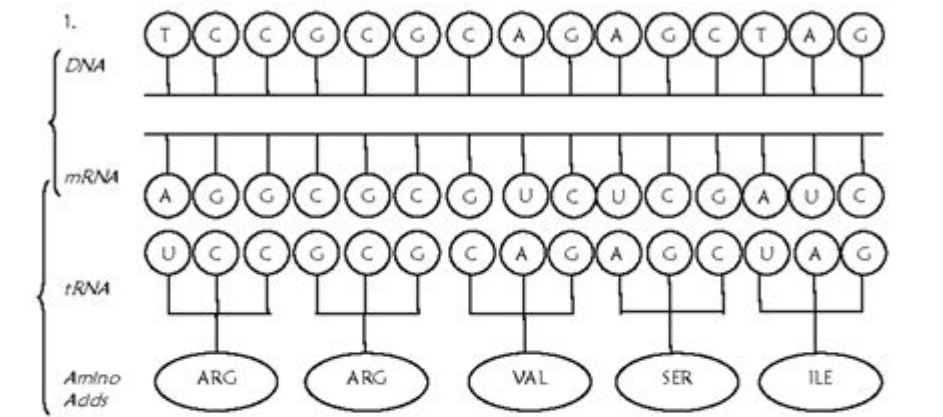 1.
T C C G C G C A G A G C T A G
DNA
mRNA
A G G C G C G U C U C G A U C
U C C G C G C A G A G C U A G
tRNA
ARG ARG VAL SER ILE
Amino
Adds